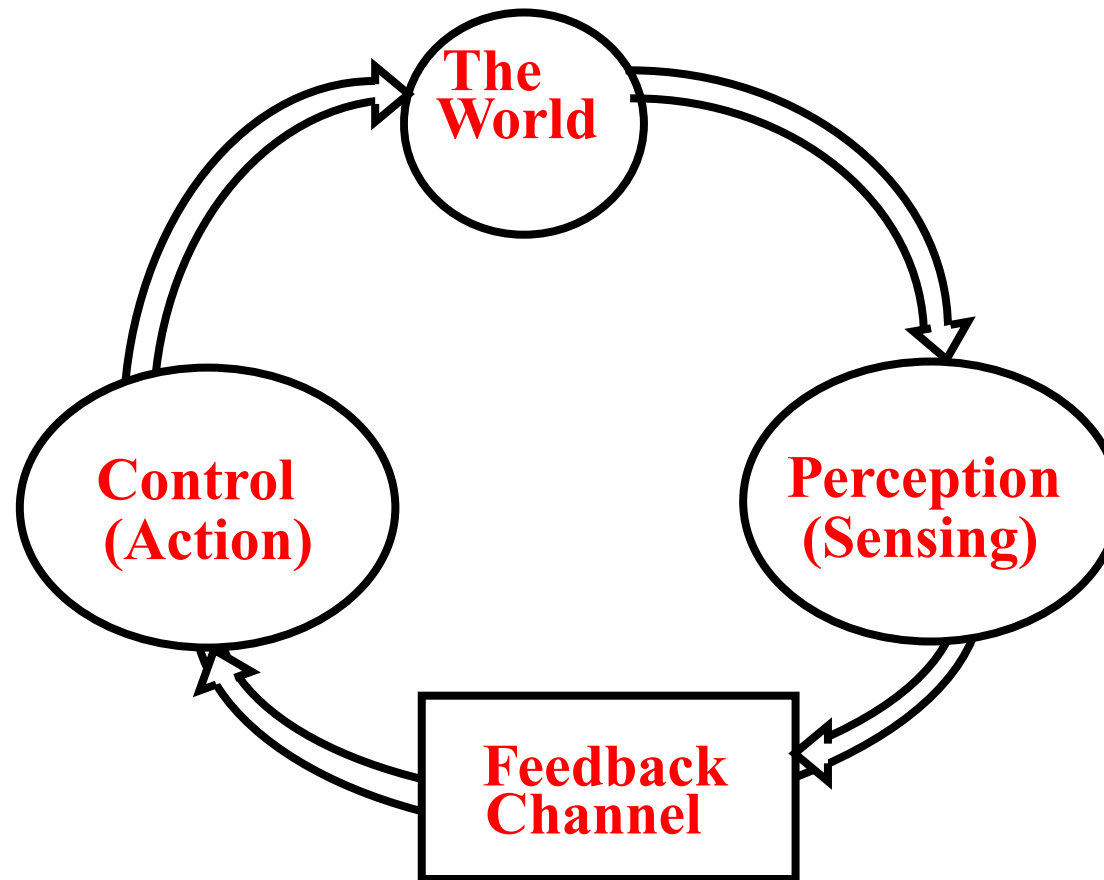 The
World
Control
(Action)
Perception
(Sensing)
Feedback
Channel